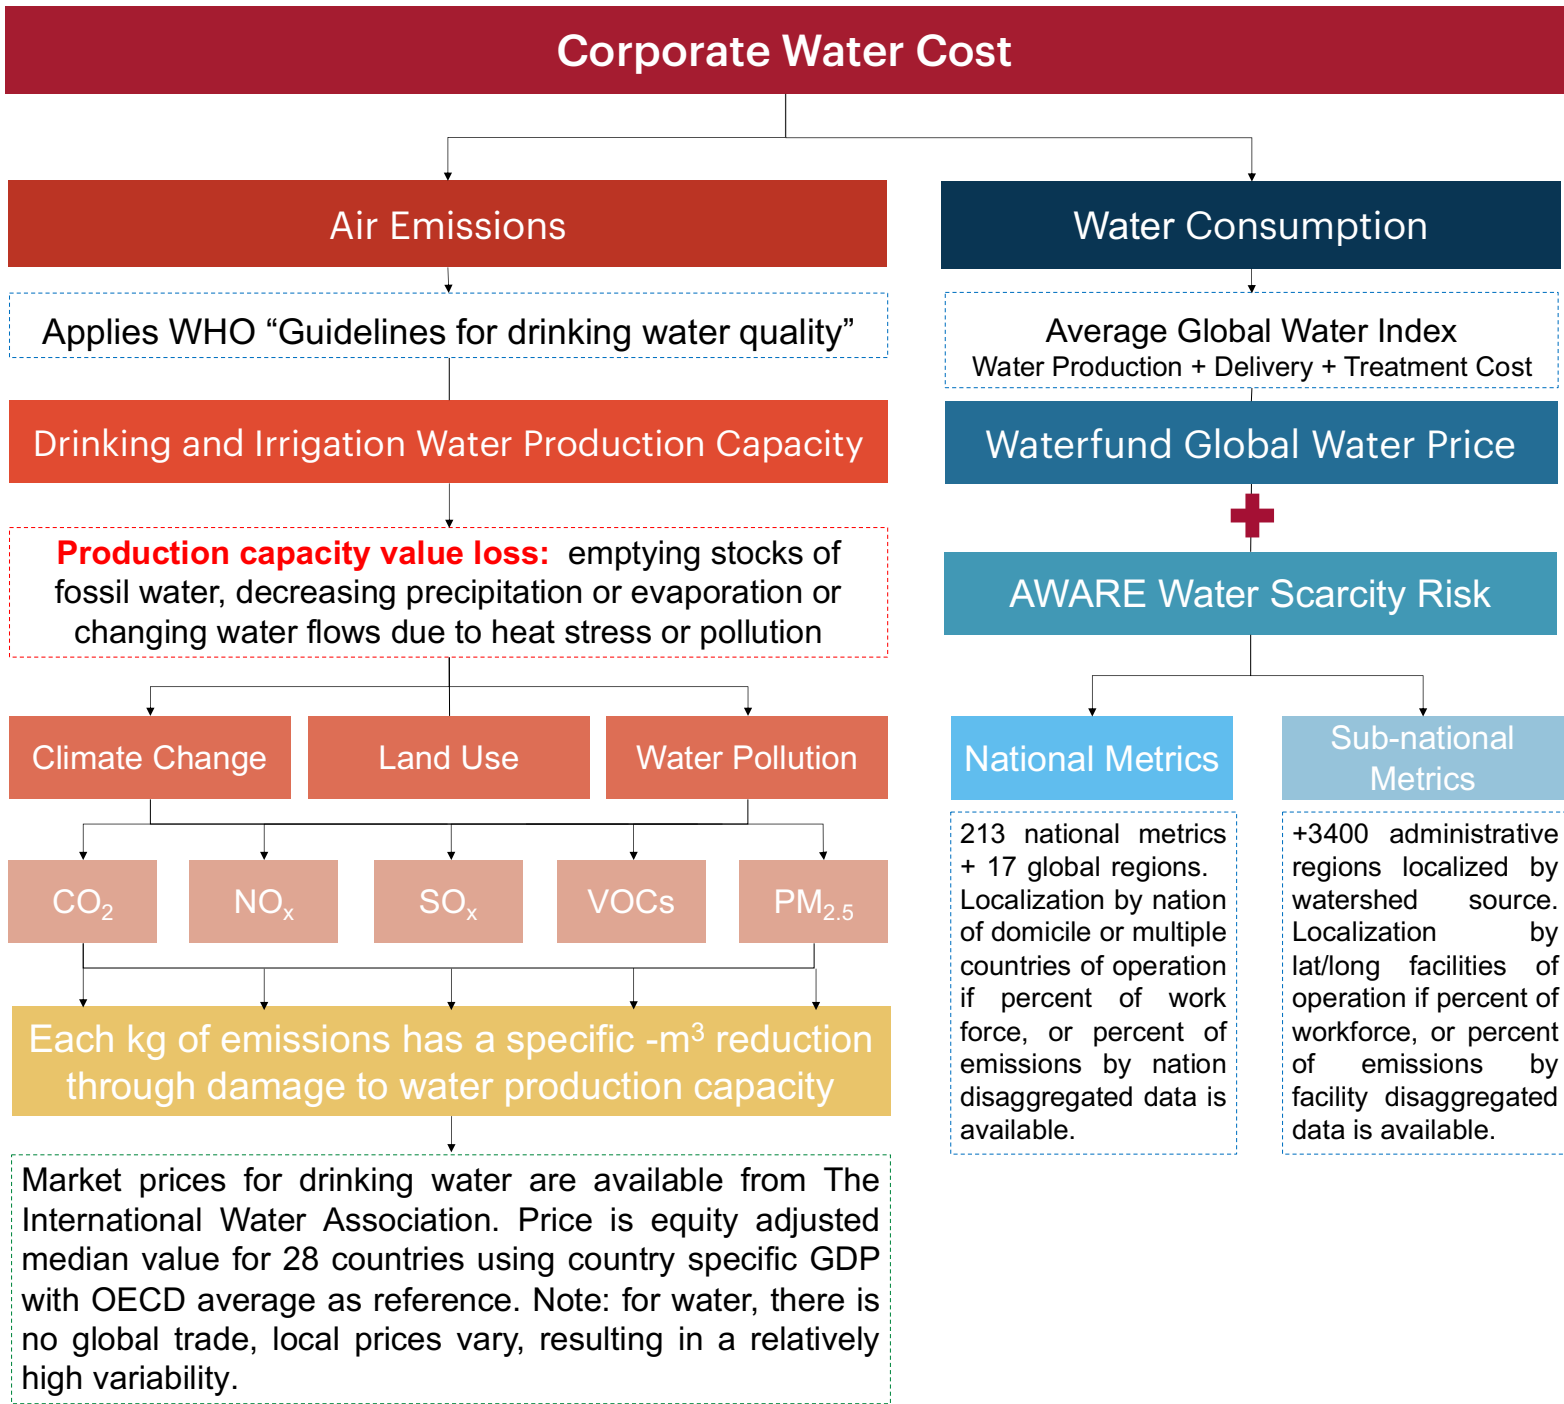 Corporate Water Cost
Air Emissions
Applies WHO “Guidelines for drinking water quality”
Drinking and Irrigation Water Production Capacity
Production capacity value loss: emptying stocks of
fossil water, decreasing precipitation or evaporation or
changing water flows due to heat stress or pollution
Climate Change
Land Use
Water Pollution
CO₂
NOₓ
SOₓ
VOCs
PM₂.₅
Each kg of emissions has a specific -m³ reduction
through damage to water production capacity
Market prices for drinking water are available from The
International Water Association. Price is equity adjusted
median value for 28 countries using country specific GDP
with OECD average as reference. Note: for water, there is
no global trade, local prices vary, resulting in a relatively
high variability.
Water Consumption
Average Global Water Index
Water Production + Delivery + Treatment Cost
Waterfund Global Water Price
AWARE Water Scarcity Risk
National Metrics
213 national metrics
+ 17 global regions.
Localization by nation
of domicile or multiple
countries of operation
if percent of work
force, or percent of
emissions by nation
disaggregated data is
available.
Sub-national
Metrics
+3400 administrative
regions localized by
watershed source.
Localization by
lat/long facilities of
operation if percent of
workforce, or percent
of emissions by
facility disaggregated
data is available.